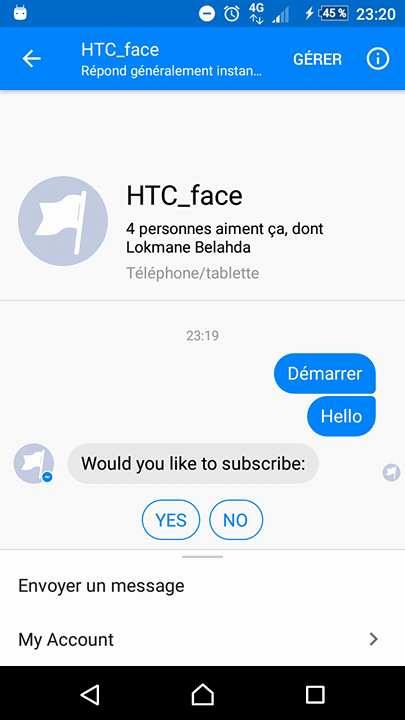 4G
45 % 23:20
HTC_face
Répond généralement instan...
GÉRER
HTC_face
4 personnes aiment ça, dont
Lokmane Belahda
Téléphone/tablette
23:19
Démarrer
Hello
Would you like to subscribe:
YES NO
Envoyer un message
My Account